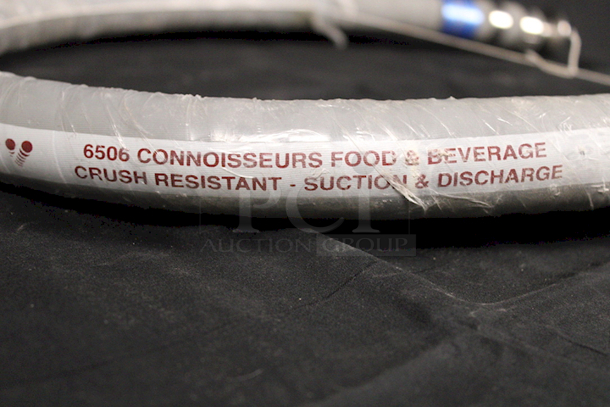 6506 CONNOISSEURS FOOD & BEVERAGE
CRUSH RESISTANT - SUCTION & DISCHARGE
PCI
AUCTION GROUP